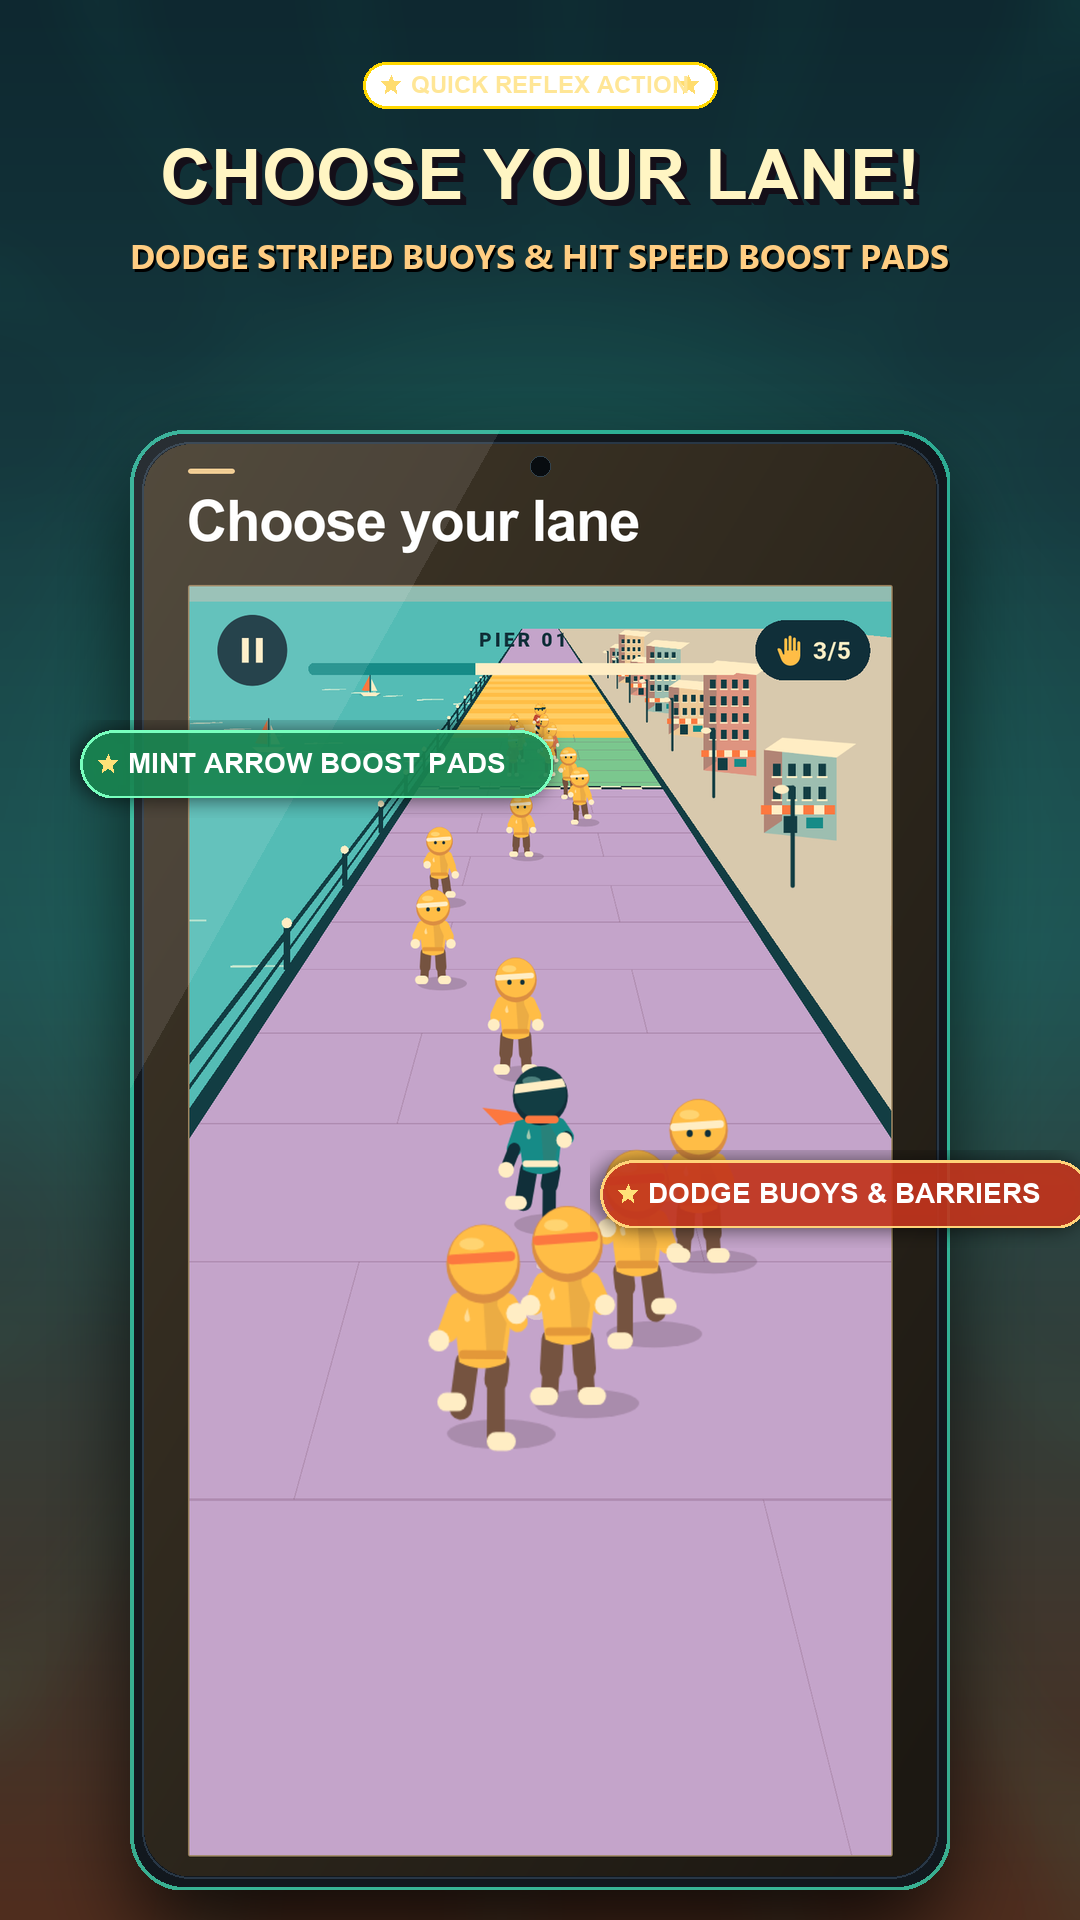 QUICK REFLEX ACTION
CHOOSE YOUR LANE!
DODGE STRIPED BUOYS & HIT SPEED BOOST PADS
Choose your lane
PIER 01
3/5
MINT ARROW BOOST PADS
DODGE BUOYS & BARRIERS